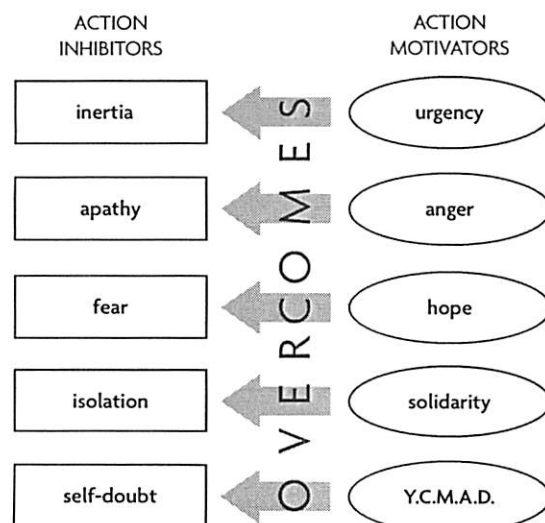 ACTION
INHIBITORS
ACTION
MOTIVATORS
inertia
urgency
apathy
anger
fear
hope
isolation
solidarity
self-doubt
Y.C.M.A.D.
OVERCOMES